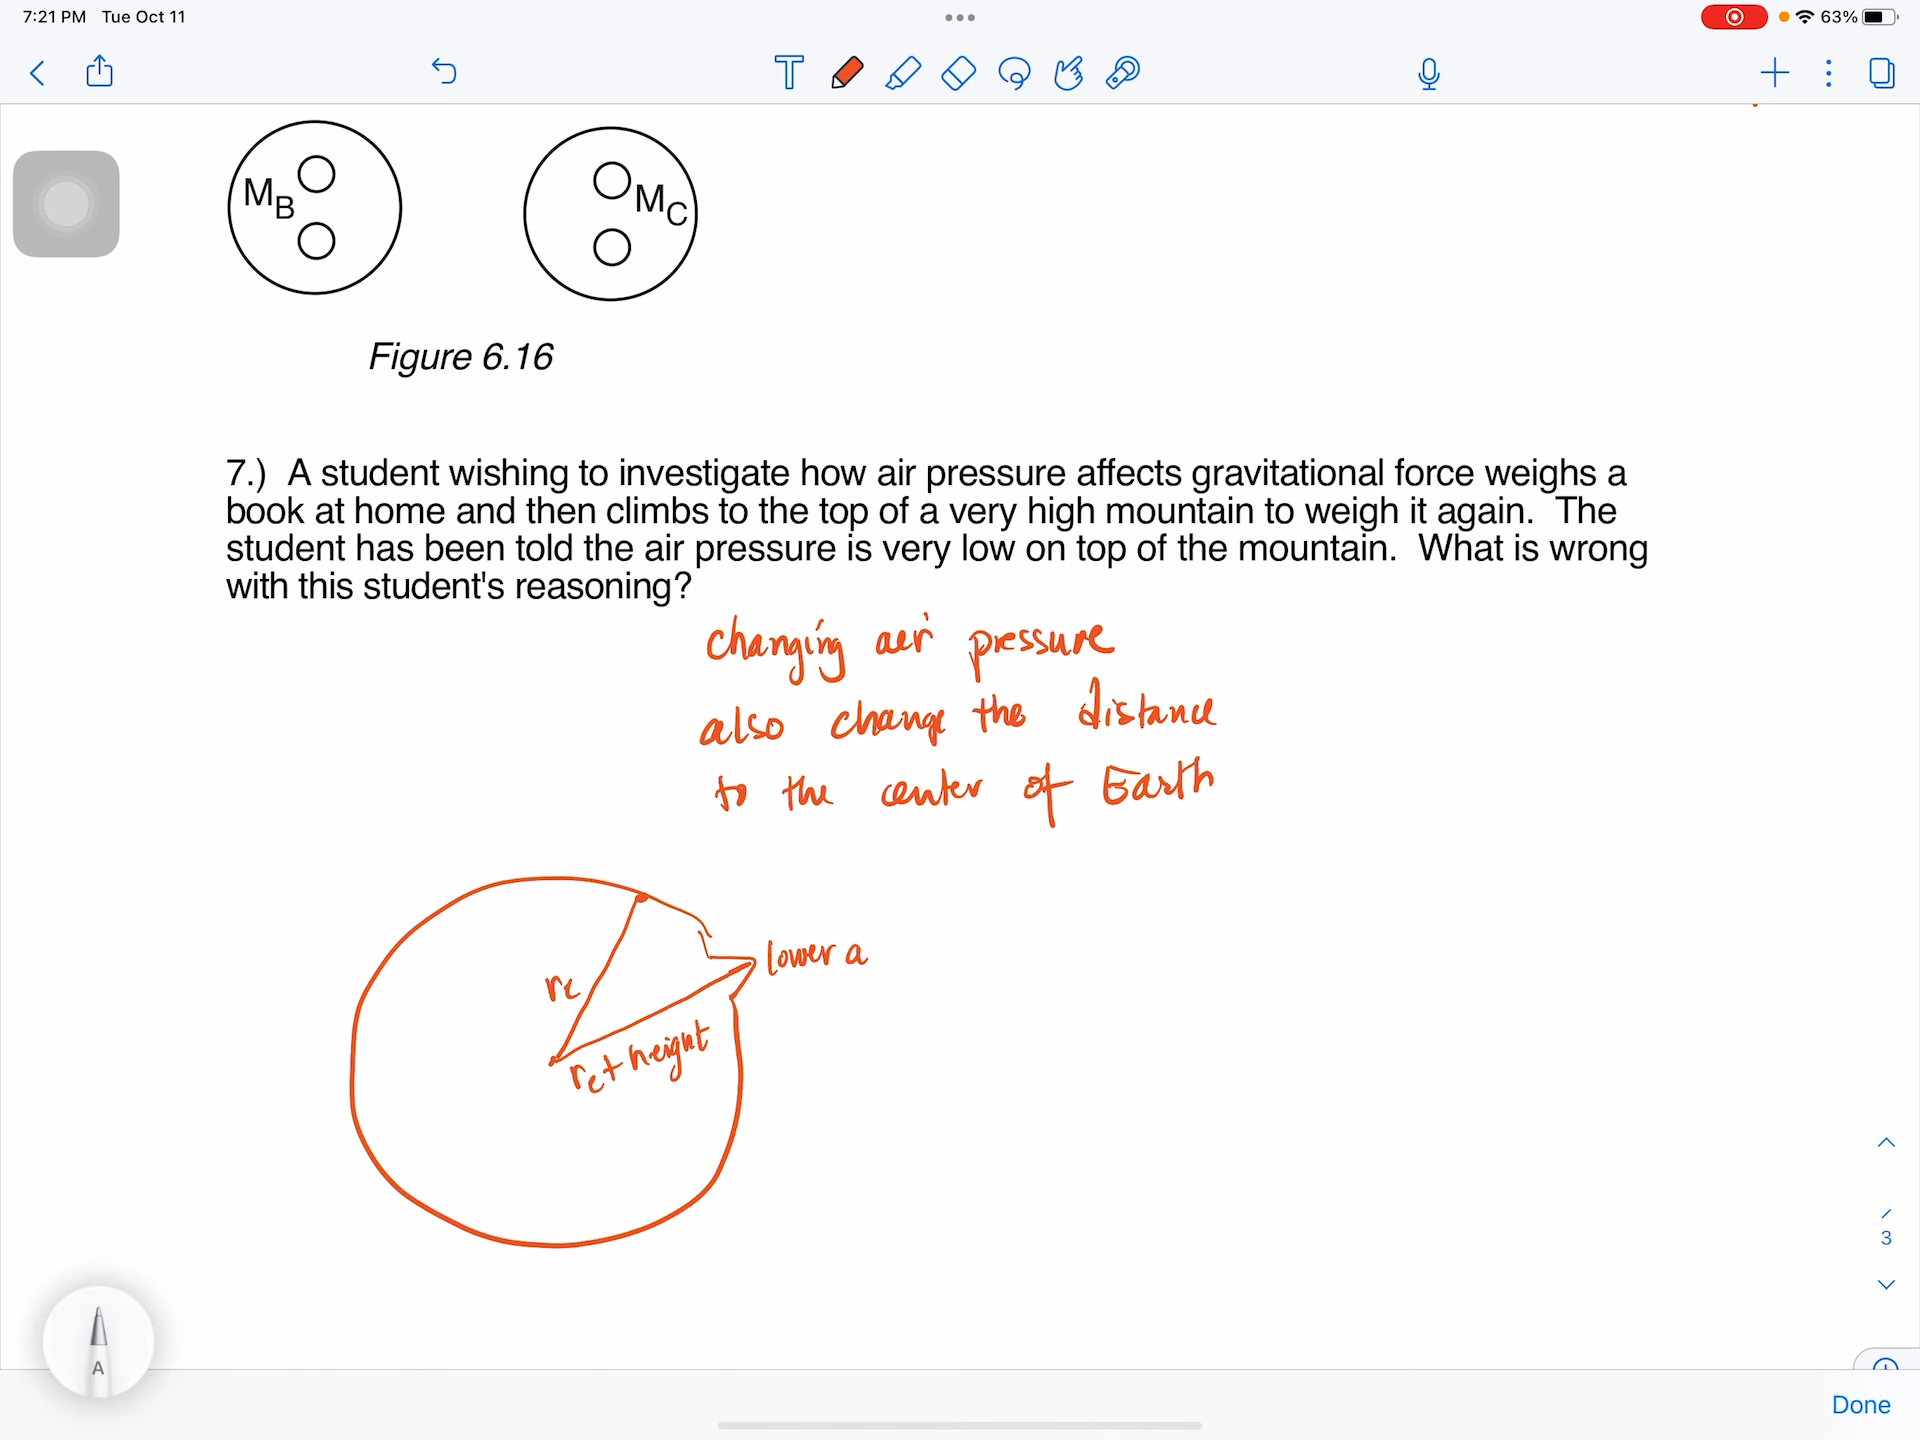 7:21 PM Tue Oct 11
63%
T
MB
MC
Figure 6.16
7.) A student wishing to investigate how air pressure affects gravitational force weighs a
book at home and then climbs to the top of a very high mountain to weigh it again. The
student has been told the air pressure is very low on top of the mountain. What is wrong
with this student's reasoning?
changing air pressure
also change the distance
to the center of Earth
lower a
re
re + height
3
A
Done